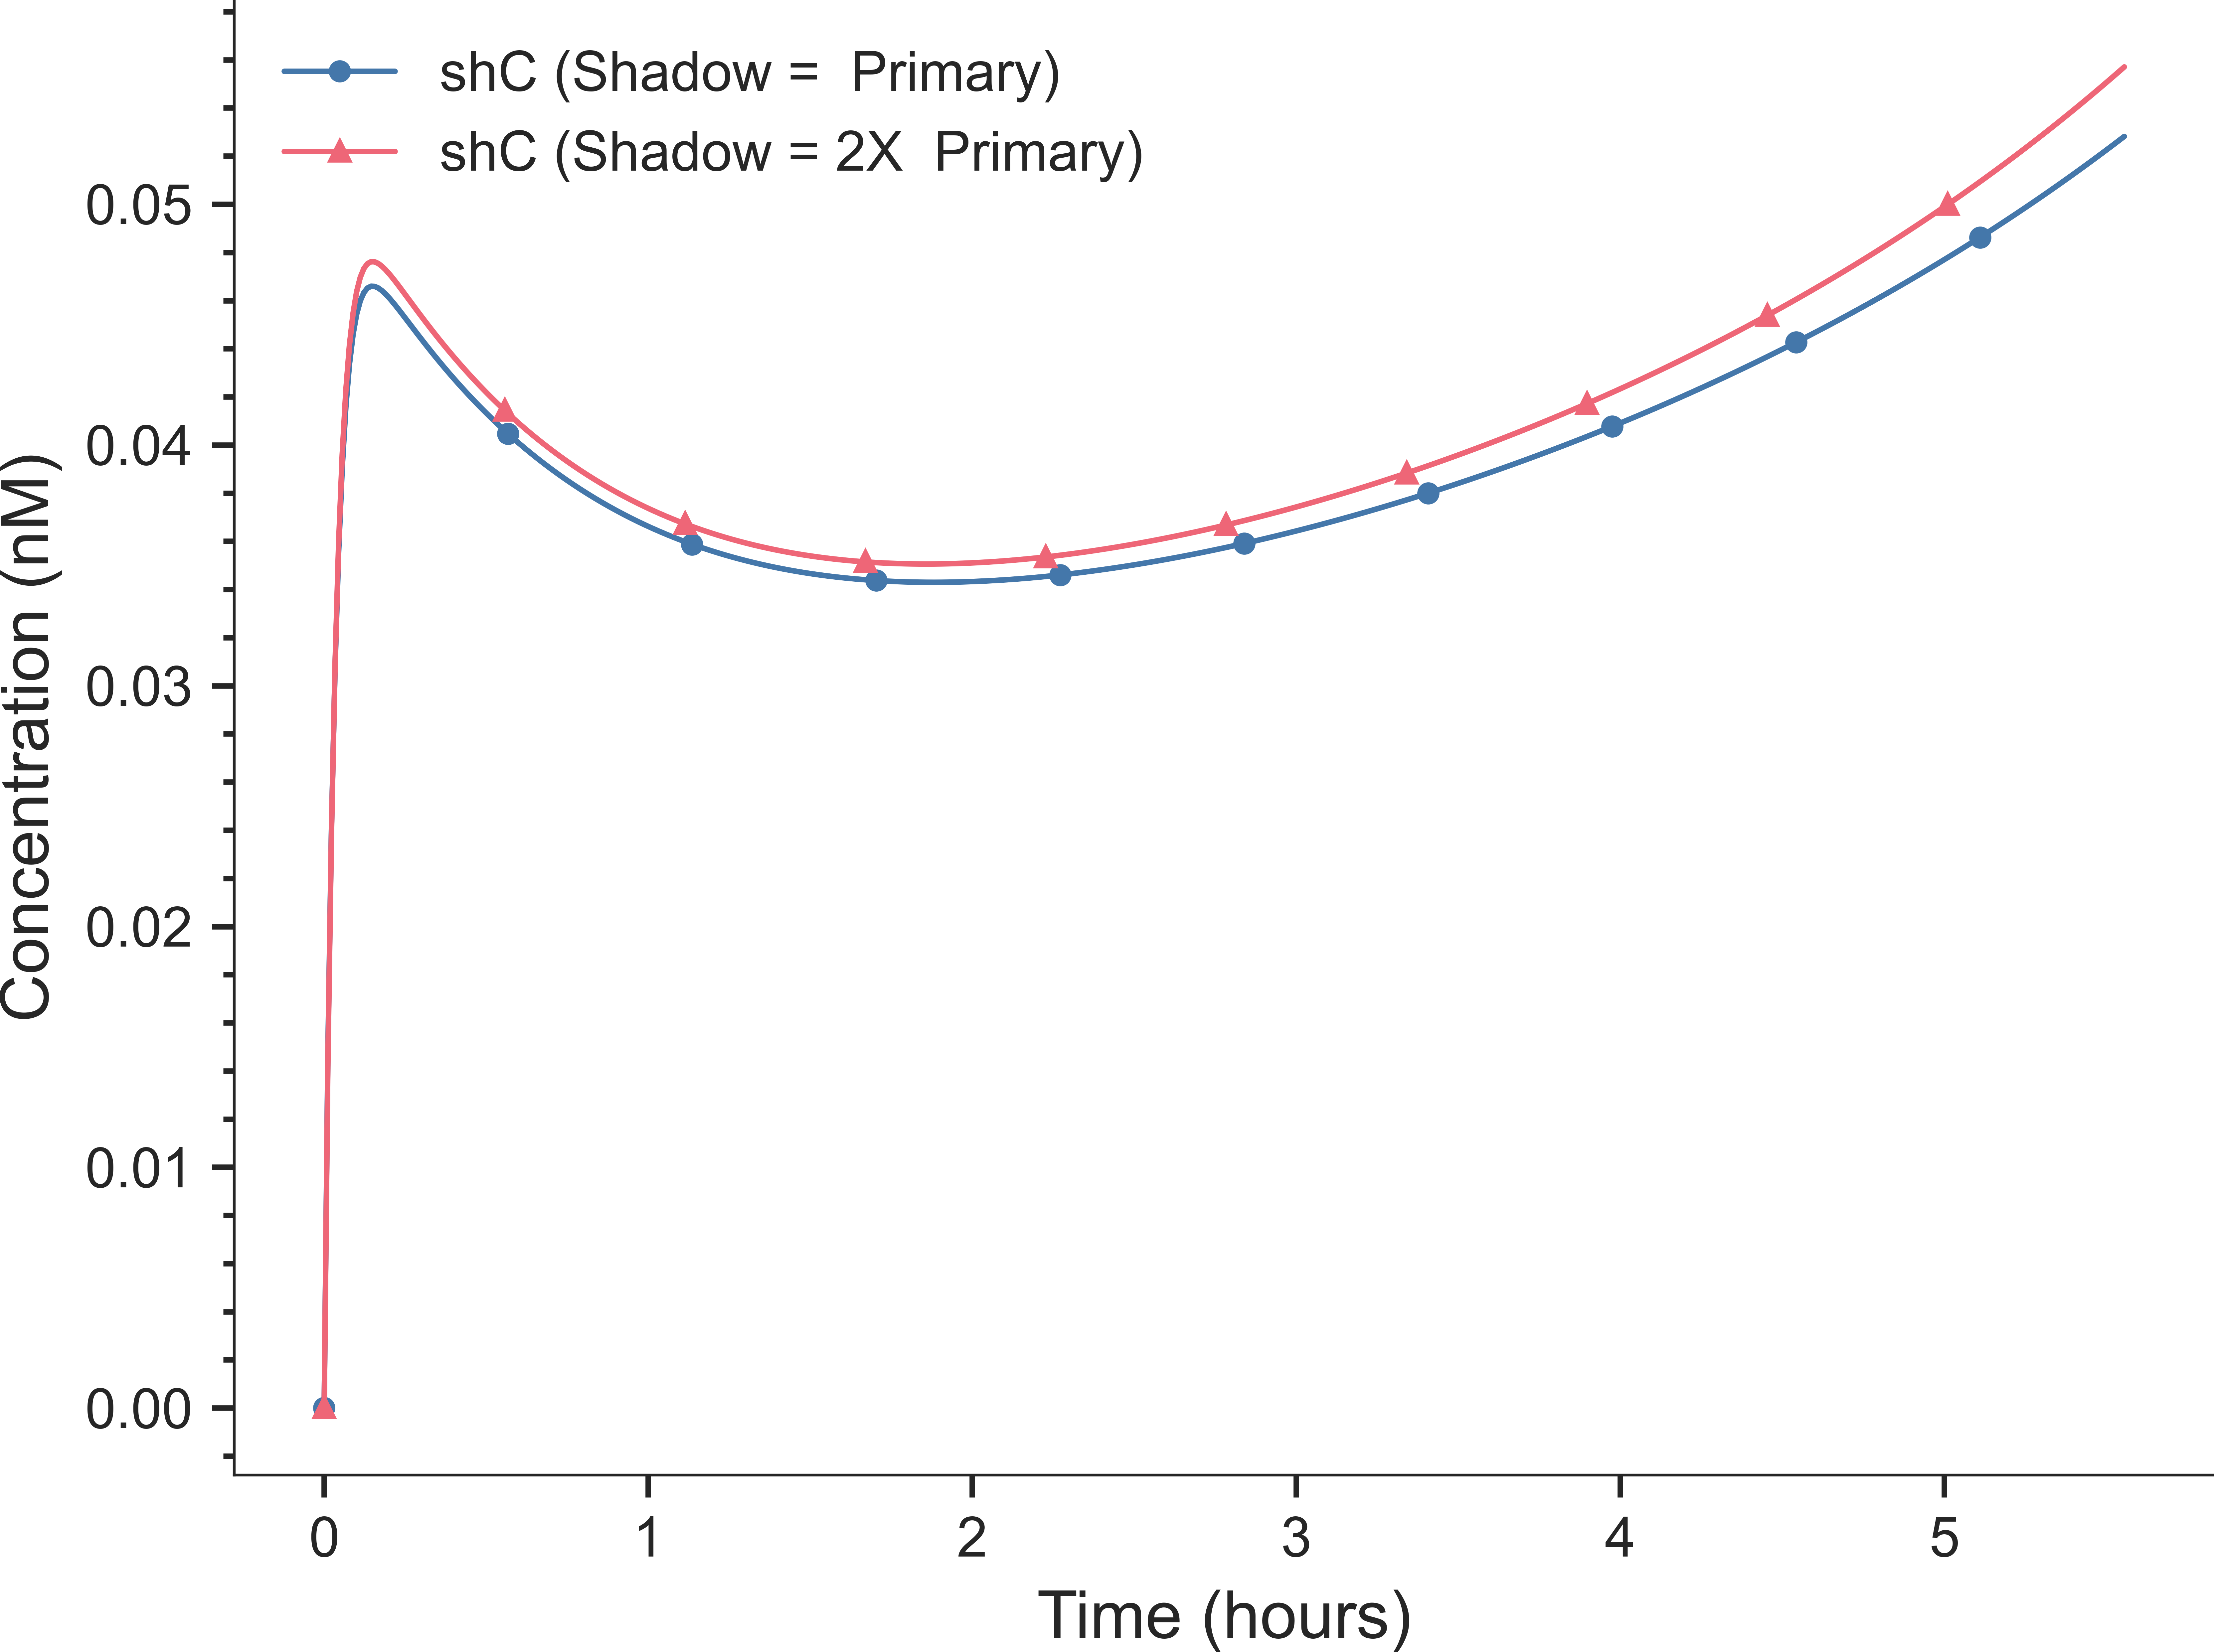 shC (Shadow =  Primary)
shC (Shadow = 2X  Primary)
Concentration (nM)
0.05
0.04
0.03
0.02
0.01
0.00
0 1 2 3 4 5
Time (hours)